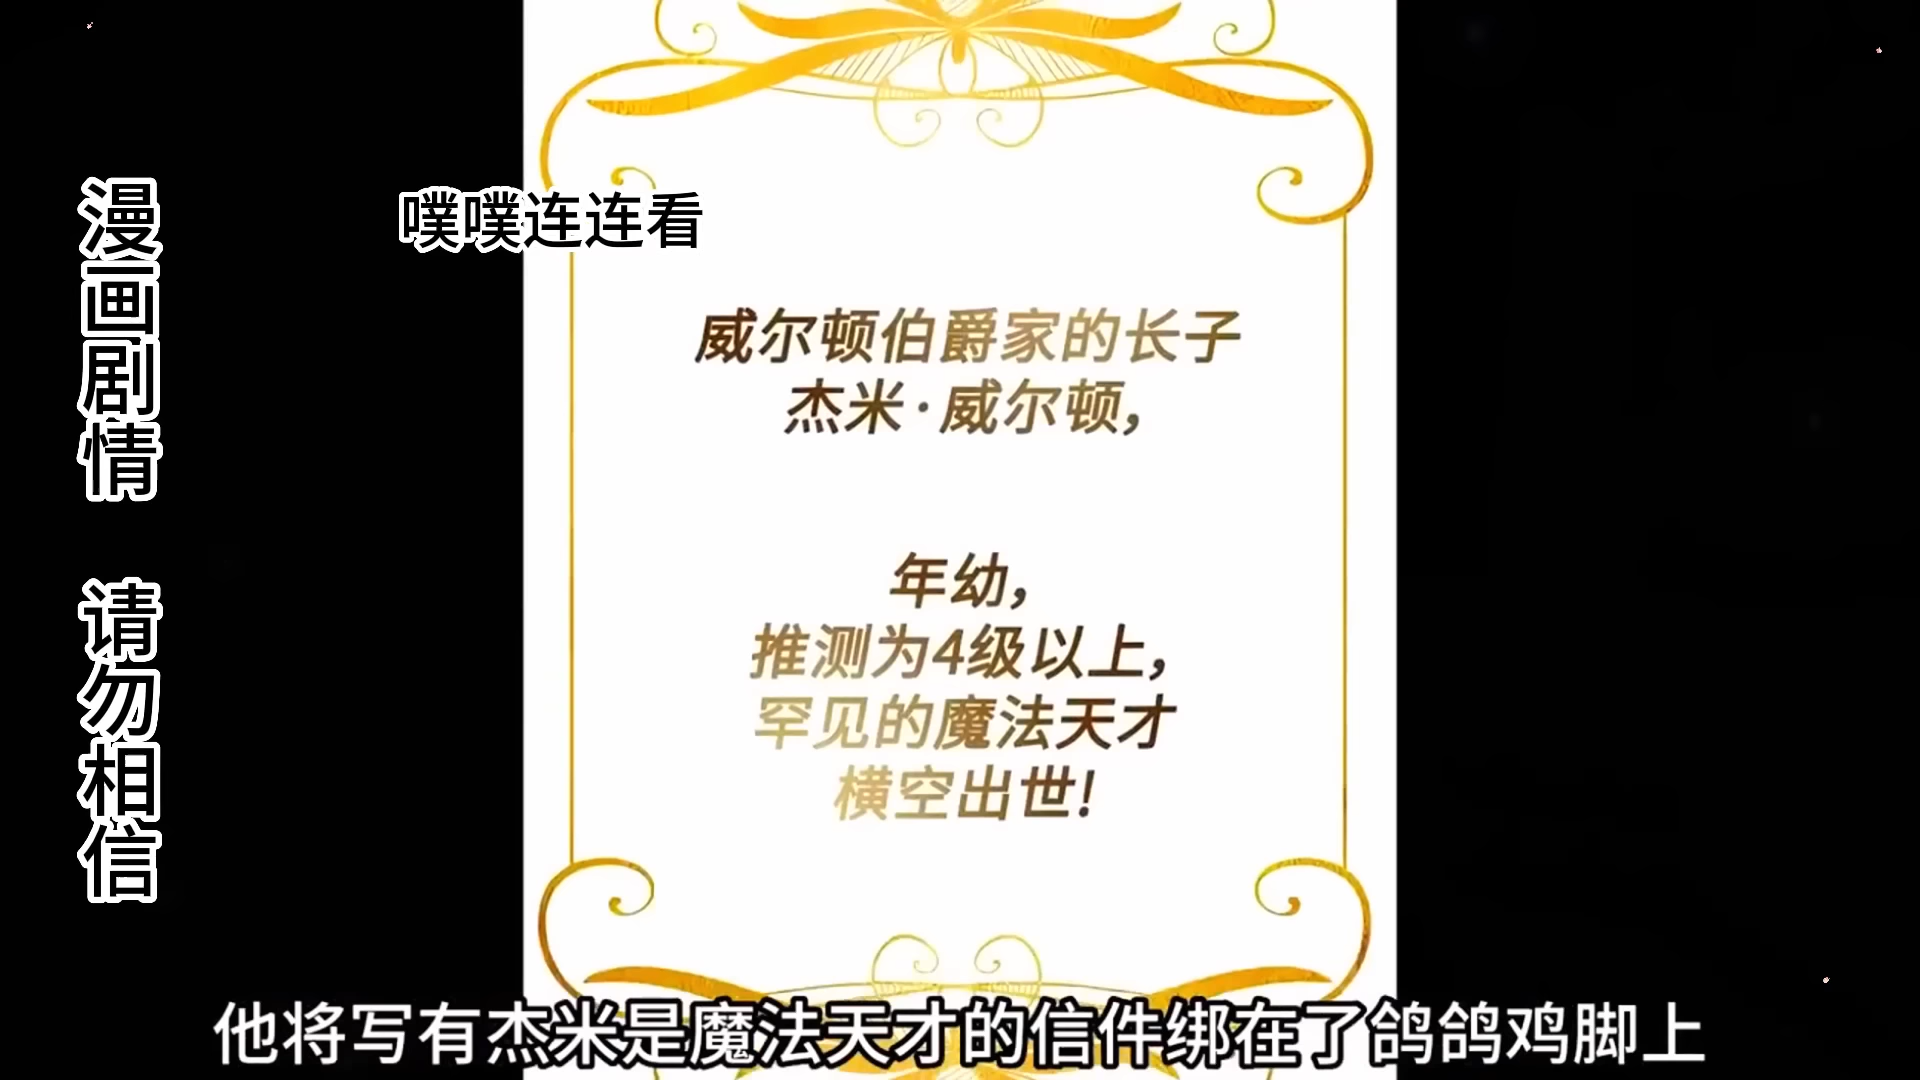 漫画剧情 请勿相信
噗噗连连看
威尔顿伯爵家的长子
杰米·威尔顿，
年幼，
推测为4级以上，
罕见的魔法天才
横空出世！
他将写有杰米是魔法天才的信件绑在了鸽鸽鸡脚上